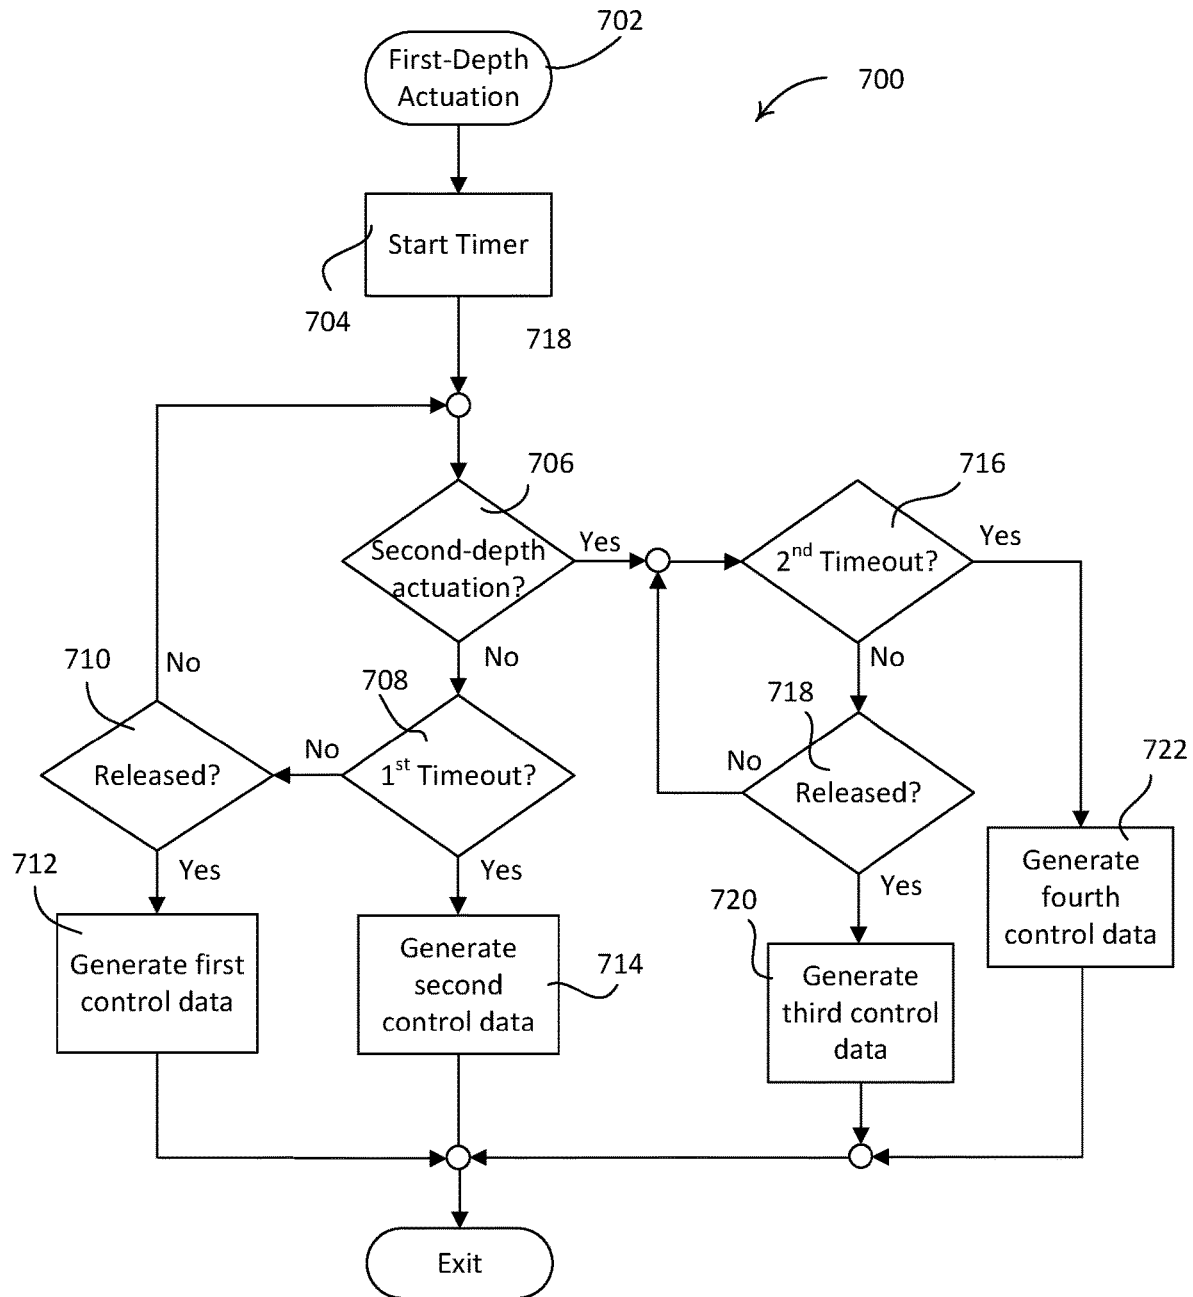 702
First-Depth
Actuation
700
Start Timer
704
718
706
716
Second-depth
actuation?
Yes
2nd Timeout?
Yes
No
No
710
No
708
718
722
Released?
No
1st Timeout?
No
Released?
712
Yes
Yes
Yes
720
Generate
fourth
control data
Generate first
control data
Generate
second
control data
714
Generate
third control
data
Exit